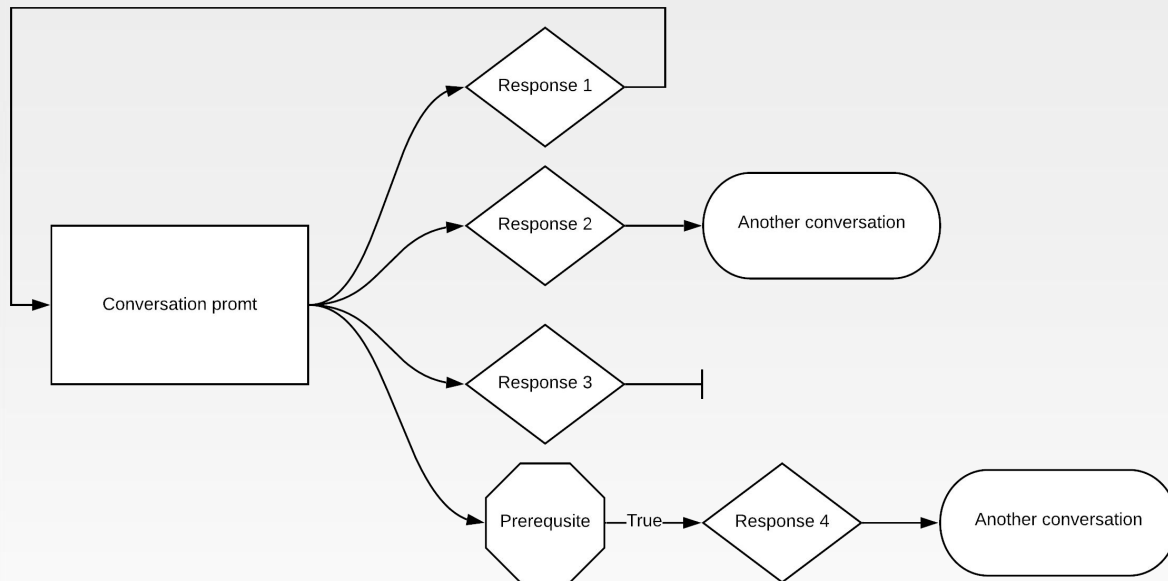 Response 1
Response 2
Another conversation
Conversation promt
Response 3
Prerequsite
True
Response 4
Another conversation